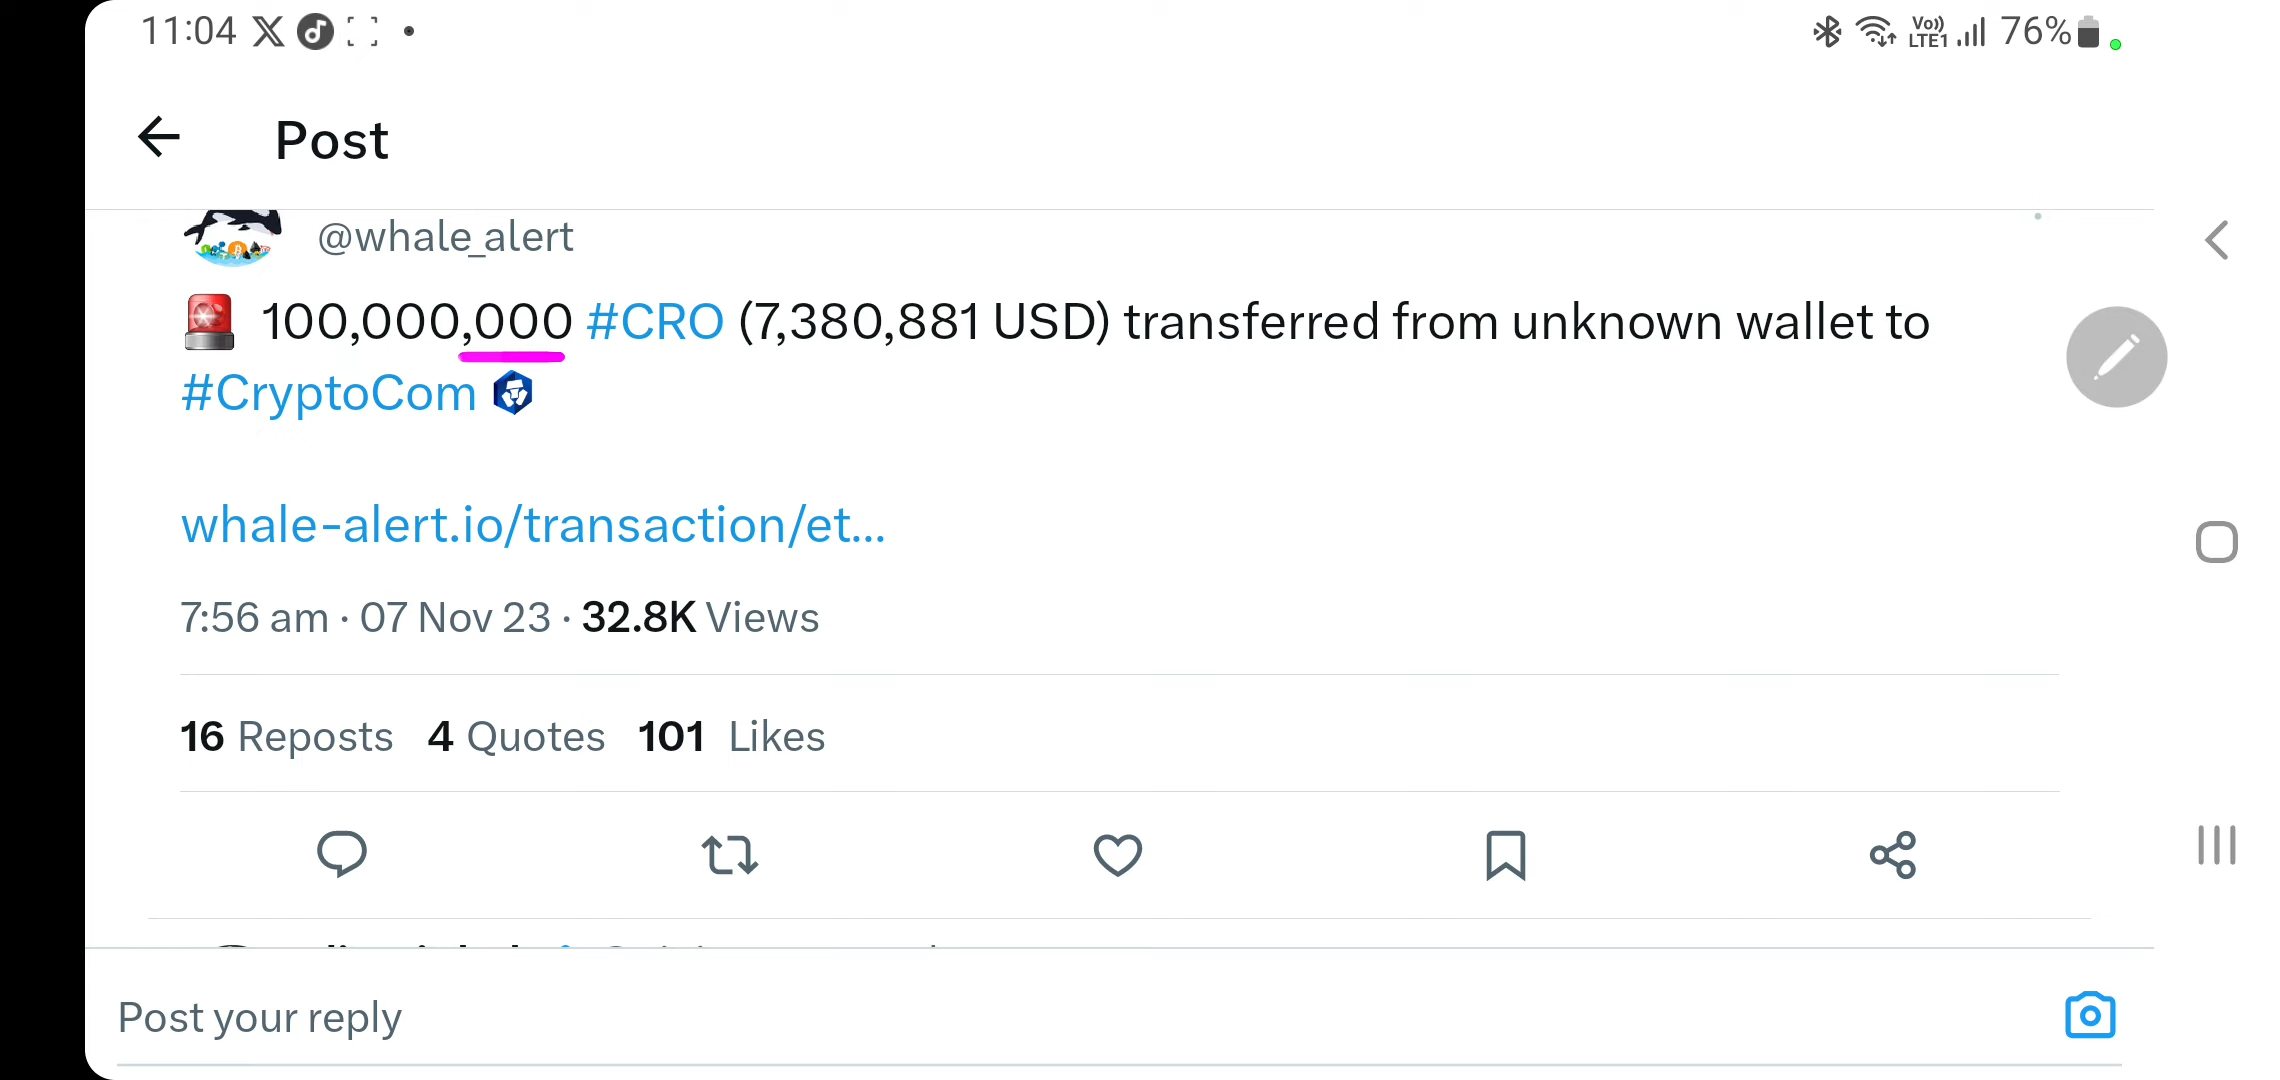 11:04
Vo)) LTE1 76%
Post
@whale_alert
100,000,000 #CRO (7,380,881 USD) transferred from unknown wallet to
#CryptoCom
whale-alert.io/transaction/et...
7:56 am · 07 Nov 23 · 32.8K Views
16 Reposts 4 Quotes 101 Likes
Post your reply